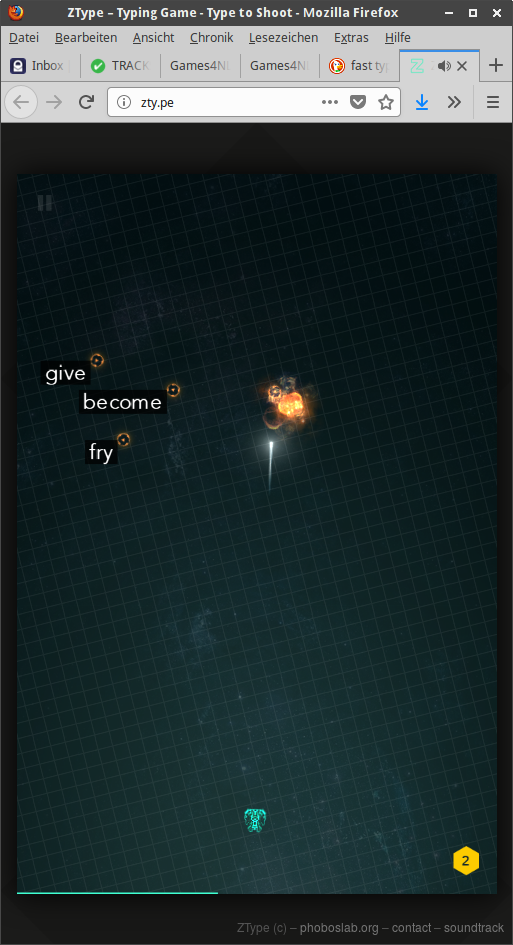 ZType – Typing Game - Type to Shoot - Mozilla Firefox
Datei Bearbeiten Ansicht Chronik Lesezeichen Extras Hilfe
Inbox TRACK Games4N Games4N fast ty
zty.pe
give
become
fry
2
ZType (c) – phoboslab.org – contact – soundtrack